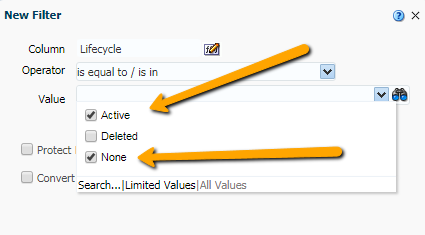 New Filter
Column Lifecycle
Operator is equal to / is in
Value
Active
Deleted
None
Protect
Convert
Search...|Limited Values|All Values